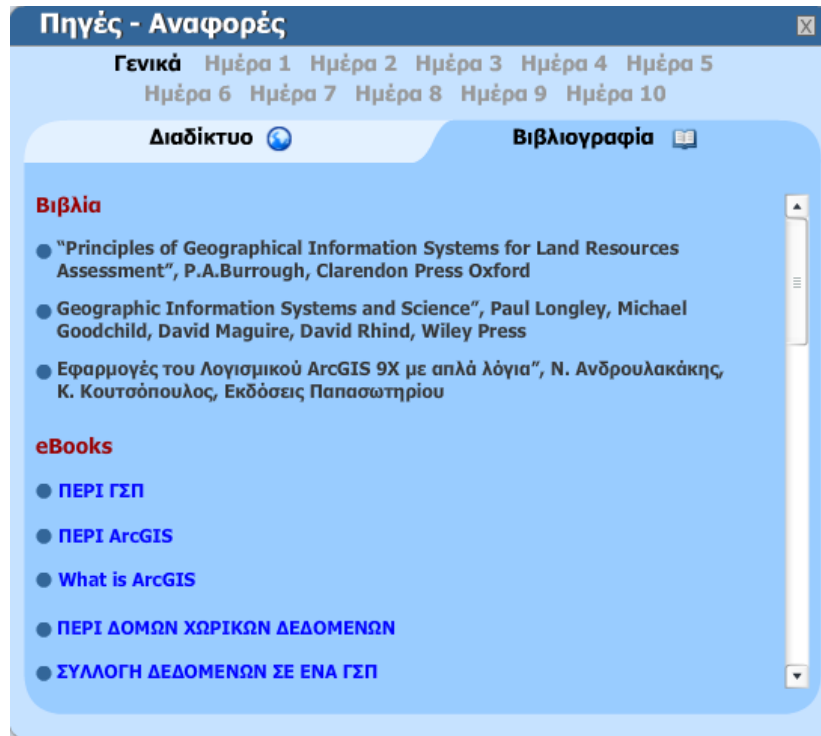 Πηγές - Αναφορές
Γενικά Ημέρα 1 Ημέρα 2 Ημέρα 3 Ημέρα 4 Ημέρα 5
Ημέρα 6 Ημέρα 7 Ημέρα 8 Ημέρα 9 Ημέρα 10
Διαδίκτυο Βιβλιογραφία
Βιβλία
“Principles of Geographical Information Systems for Land Resources
Assessment”, P.A.Burrough, Clarendon Press Oxford
Geographic Information Systems and Science”, Paul Longley, Michael
Goodchild, David Maguire, David Rhind, Wiley Press
Εφαρμογές του Λογισμικού ArcGIS 9X με απλά λόγια”, Ν. Ανδρουλακάκης,
Κ. Κουτσόπουλος, Εκδόσεις Παπασωτηρίου
eBooks
ΠΕΡΙ ΓΣΠ
ΠΕΡΙ ArcGIS
What is ArcGIS
ΠΕΡΙ ΔΟΜΩΝ ΧΩΡΙΚΩΝ ΔΕΔΟΜΕΝΩΝ
ΣΥΛΛΟΓΗ ΔΕΔΟΜΕΝΩΝ ΣΕ ΕΝΑ ΓΣΠ